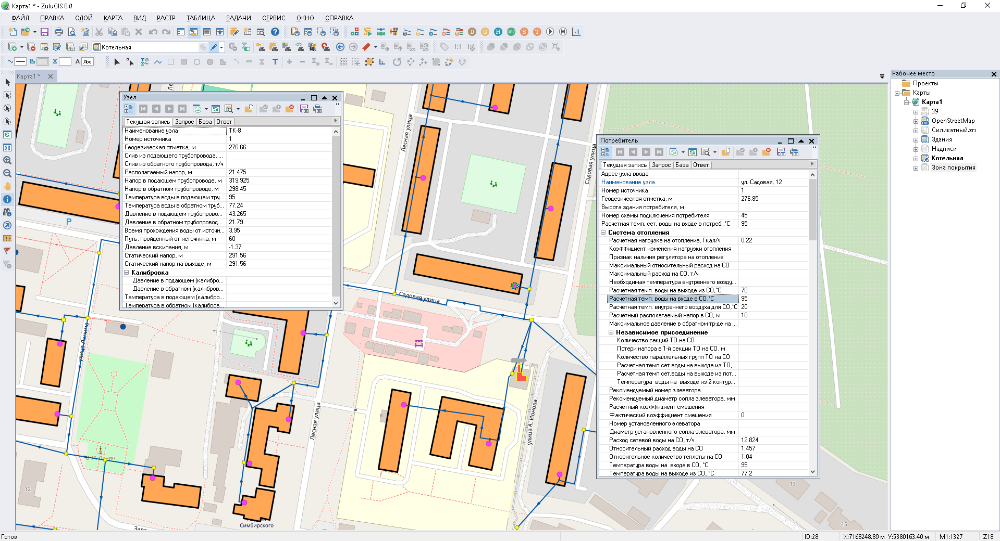 Карта1 * - ZuluGIS 8.0
ФАЙЛ ПРАВКА СЛОЙ КАРТА ВИД РАСТР ТАБЛИЦА ЗАДАЧИ СЕРВИС ОКНО СПРАВКА
D G H OPC S T
Котельная SQL 1:1
A Abc T
Карта1 *
Узел
Текущая запись Запрос База Ответ
Наименование узла ТК-8
Номер источника 1
Геодезическая отметка, м 276.66
Слив из подающего трубопровода, ...
Слив из обратного трубопровода, т/ч
Располагаемый напор, м 21.475
Напор в подающем трубопроводе, м 319.925
Напор в обратном трубопроводе, м 298.45
Температура воды в подающем тру... 95
Температура воды в обратном труб... 77.24
Давление в подающем трубопрово... 43.265
Давление в обратном трубопровод... 21.79
Время прохождения воды от источн... 3.95
Путь, пройденный от источника, м 60
Давление вскипания, м -1.37
Статический напор, м 291.56
Статический напор на выходе, м 291.56
Калибровка
Давление в подающем (калибро...
Давление в обратном (калибров...
Температура в подающем (калибро...
Температура в обратном (калибров...
Потребитель
Текущая запись Запрос База Ответ
Адрес узла ввода
Наименование узла ул. Садовая, 12
Номер источника 1
Геодезическая отметка, м 276.85
Высота здания потребителя, м
Номер схемы подключения потребителя 45
Расчетная темп. сет. воды на входе в потреб.,°C 95
Система отопления
Расчетная нагрузка на отопление, Гкал/ч 0.22
Коэффициент изменения нагрузки отопления
Признак наличия регулятора на отопление
Максимальный относительный расход на СО
Максимальный расход на СО, т/ч
Необходимая температура внутреннего возду...
Расчетная темп. воды на выходе из СО,°C 70
Расчетная темп. воды на входе в СО,°C 95
Расчетная темп. внутреннего воздуха для СО,°C 20
Расчетный располагаемый напор в СО, м 10
Максимальное давление в обратном тр-де на ...
Независимое присоединение
Количество секций ТО на СО
Потери напора в 1-й секции ТО на СО, м
Количество параллельных групп ТО на СО
Расчетная темп.сет.воды на выходе из ТО,...
Расчетная темп.сет.воды на выходе из пот...
Температура воды на выходе из 2 контур...
Рекомендуемый номер элеватора
Рекомендуемый диаметр сопла элеватора, мм
Расчетный коэффициент смешения
Фактический коэффициент смешения 0
Номер установленного элеватора
Диаметр установленного сопла элеватора, мм
Расход сетевой воды на СО, т/ч 12.824
Относительный расход воды на СО 1.457
Относительное количество теплоты на СО 1.04
Температура воды на входе в СО, °C 95
Температура воды на выходе из СО, °C 77.2
Рабочее место
Проекты
Карты
Карта1
39
OpenStreetMap
Силикатный.zrs
Здания
Надписи
Котельная
Зона покрытия
Лесная улица
Садовая улица
P
Садовая улица
улица Ленина
Лесная улица
улица А. Ионова
В. И. Ленин
12
Симбирского
13
15
Готов ID:28 X:7168248.89 м Y:5380163.40 м М1:1327 Z18